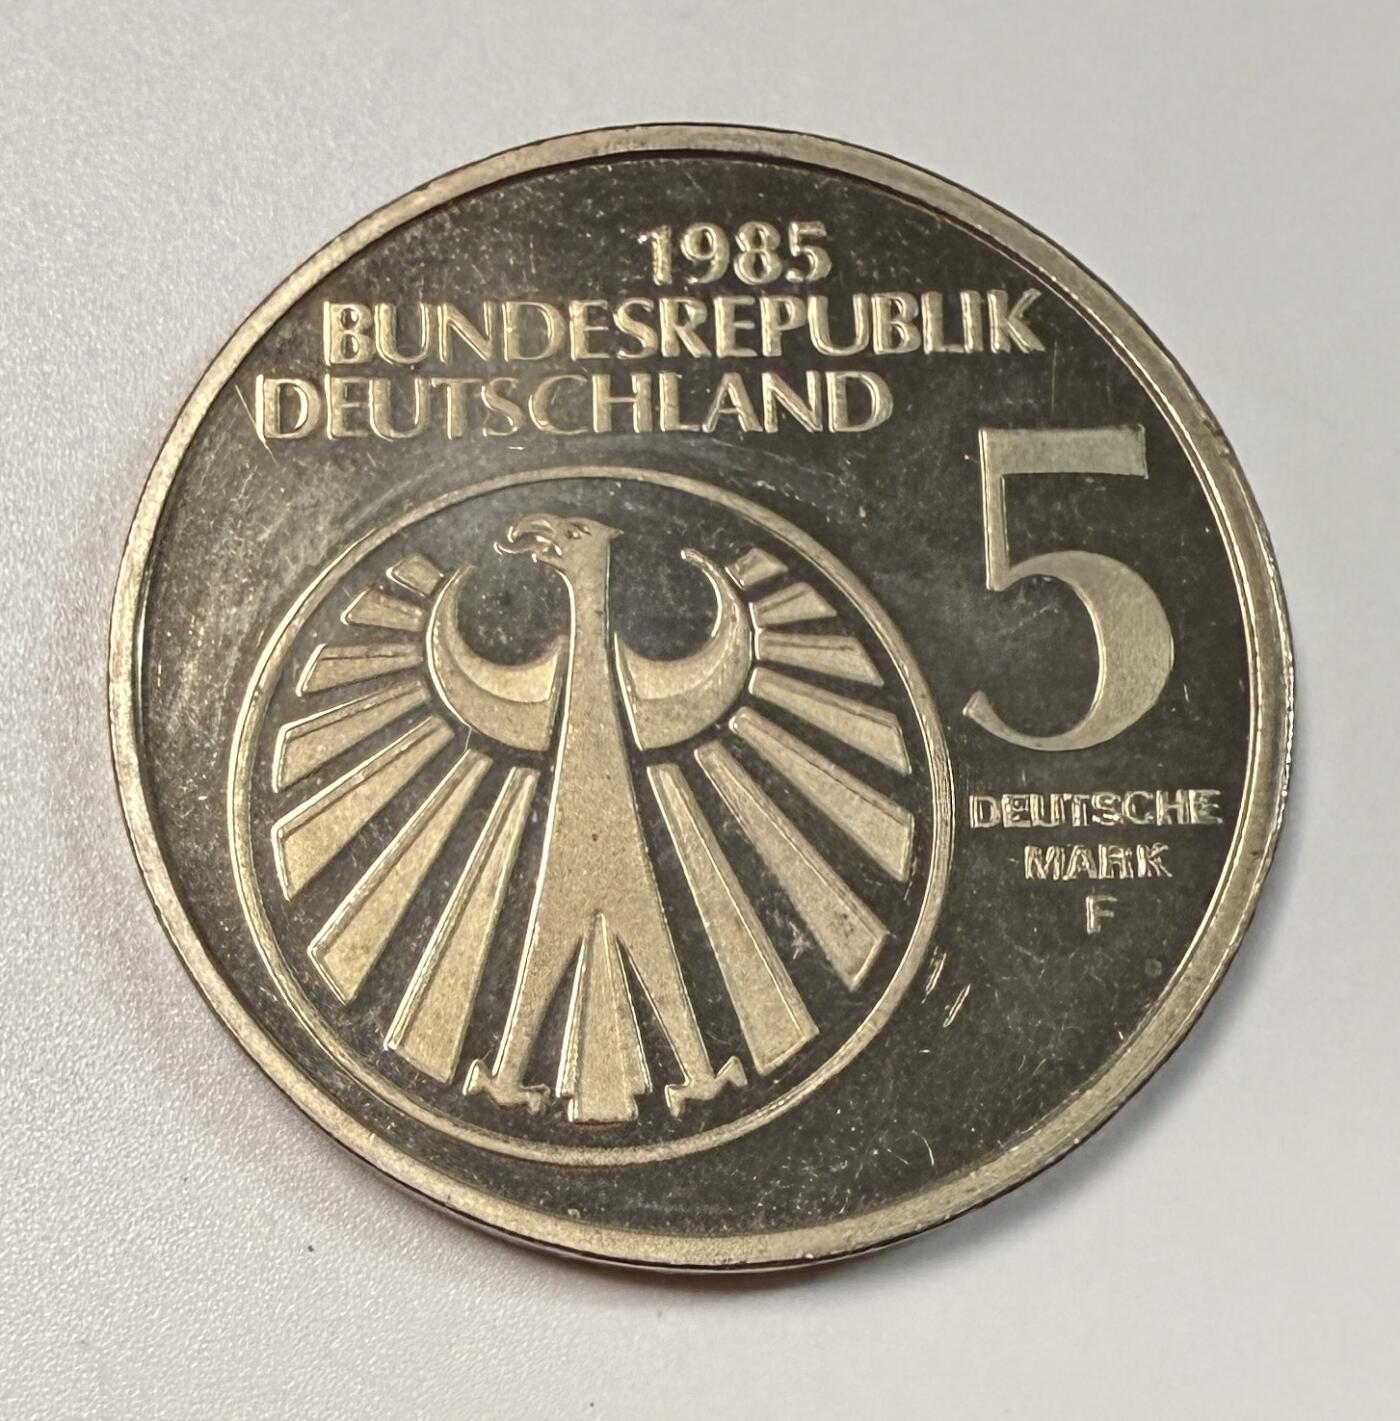 1985
BUNDESREPUBLIK
DEUTSCHLAND
5
DEUTSCHE
MARK
F